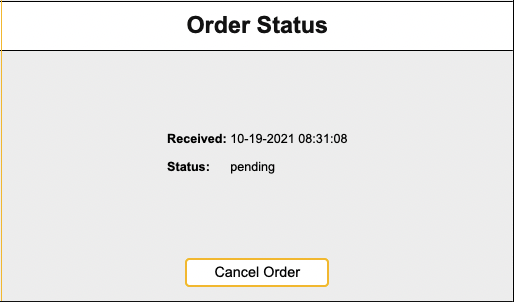 Order Status
Received: 10-19-2021 08:31:08
Status: pending
Cancel Order